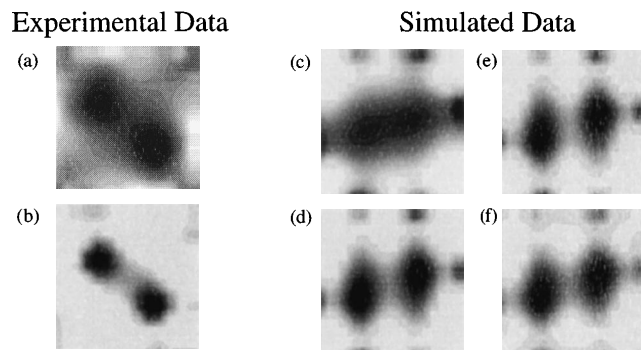 Experimental Data
Simulated Data
(a)
(c)
(e)
(b)
(d)
(f)